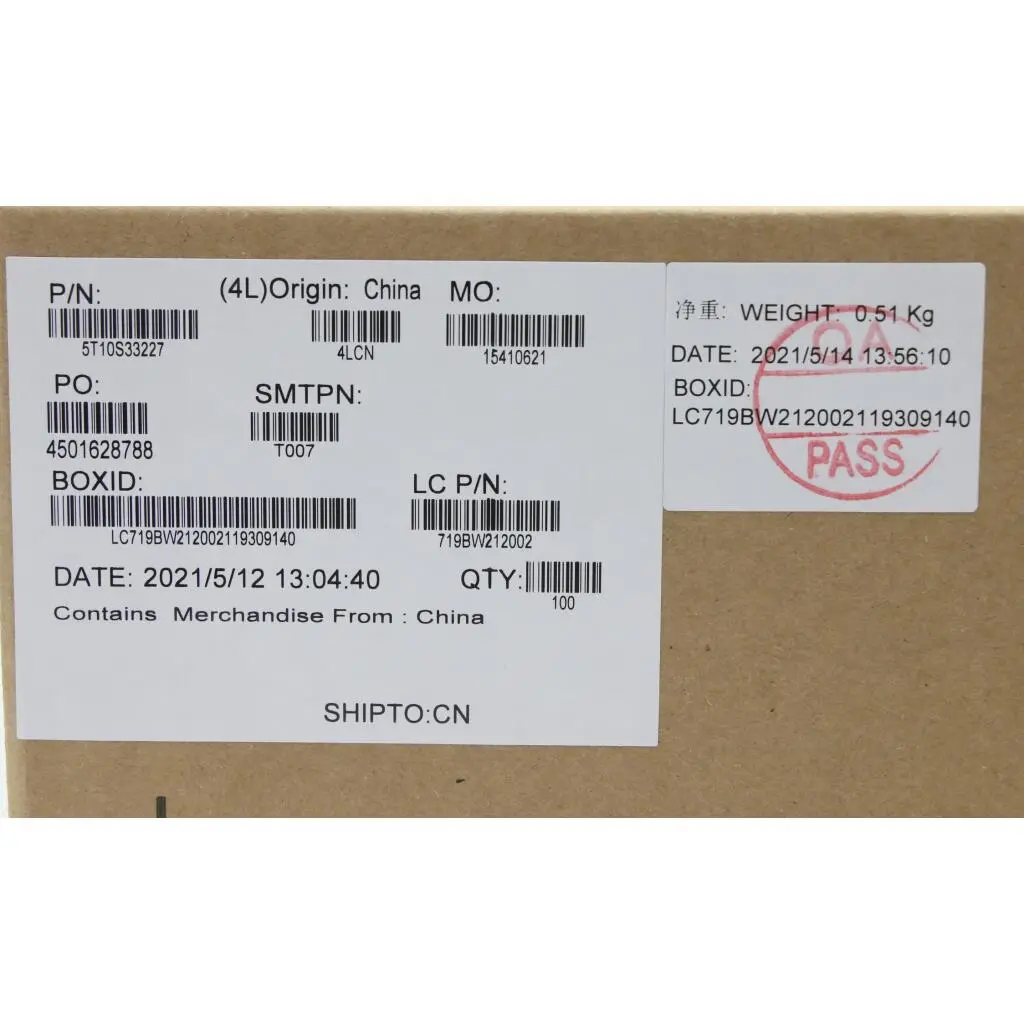 P/N: (4L)Origin: China MO:
5T10S33227 4LCN 15410621
PO: SMTPN:
4501628788 T007
BOXID: LC P/N:
LC719BW212002119309140 719BW212002
DATE: 2021/5/12 13:04:40 QTY:
100
Contains Merchandise From : China
SHIPTO:CN
净重: WEIGHT: 0.51 Kg
DATE: 2021/5/14 13:56:10
BOXID:
LC719BW212002119309140
QA
PASS